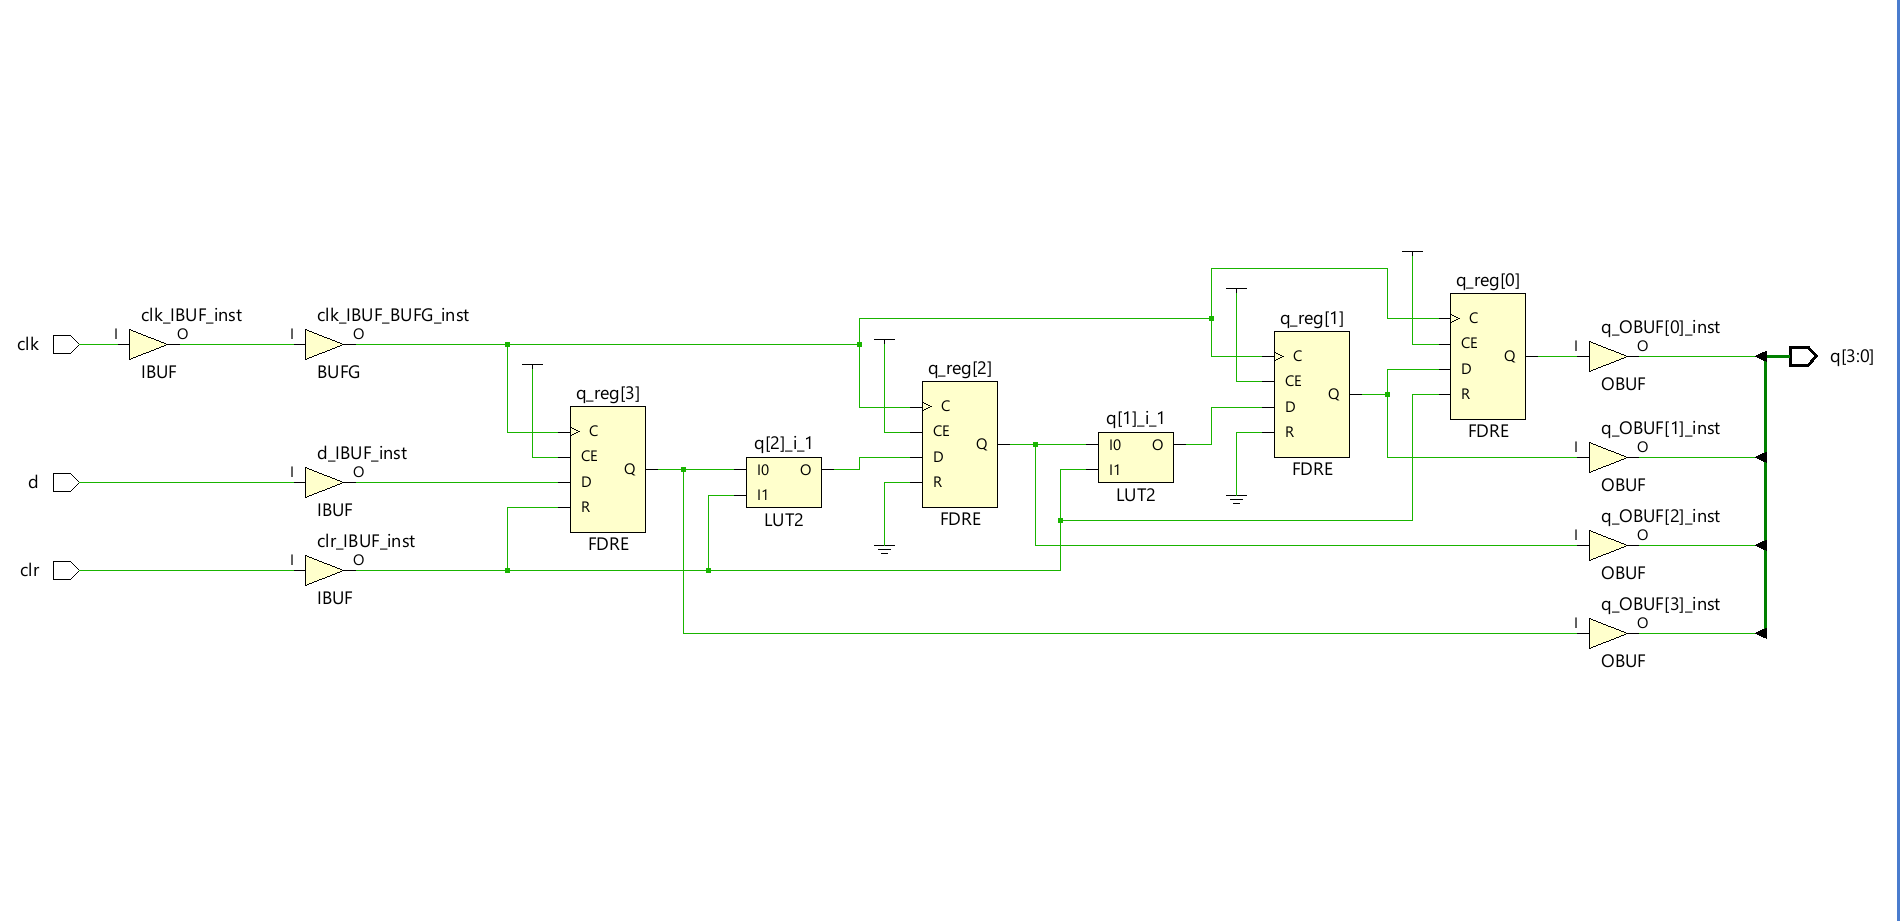 clk
I
clk_IBUF_inst
O
IBUF
I
clk_IBUF_BUFG_inst
O
BUFG
d
I
d_IBUF_inst
O
IBUF
clr
I
clr_IBUF_inst
O
IBUF
q_reg[3]
C
CE
D
R
Q
FDRE
q[2]_i_1
I0
I1
O
LUT2
q_reg[2]
C
CE
D
R
Q
FDRE
q[1]_i_1
I0
I1
O
LUT2
q_reg[1]
C
CE
D
R
Q
FDRE
q_reg[0]
C
CE
D
R
Q
FDRE
q_OBUF[0]_inst
I
O
OBUF
q_OBUF[1]_inst
I
O
OBUF
q_OBUF[2]_inst
I
O
OBUF
q_OBUF[3]_inst
I
O
OBUF
q[3:0]